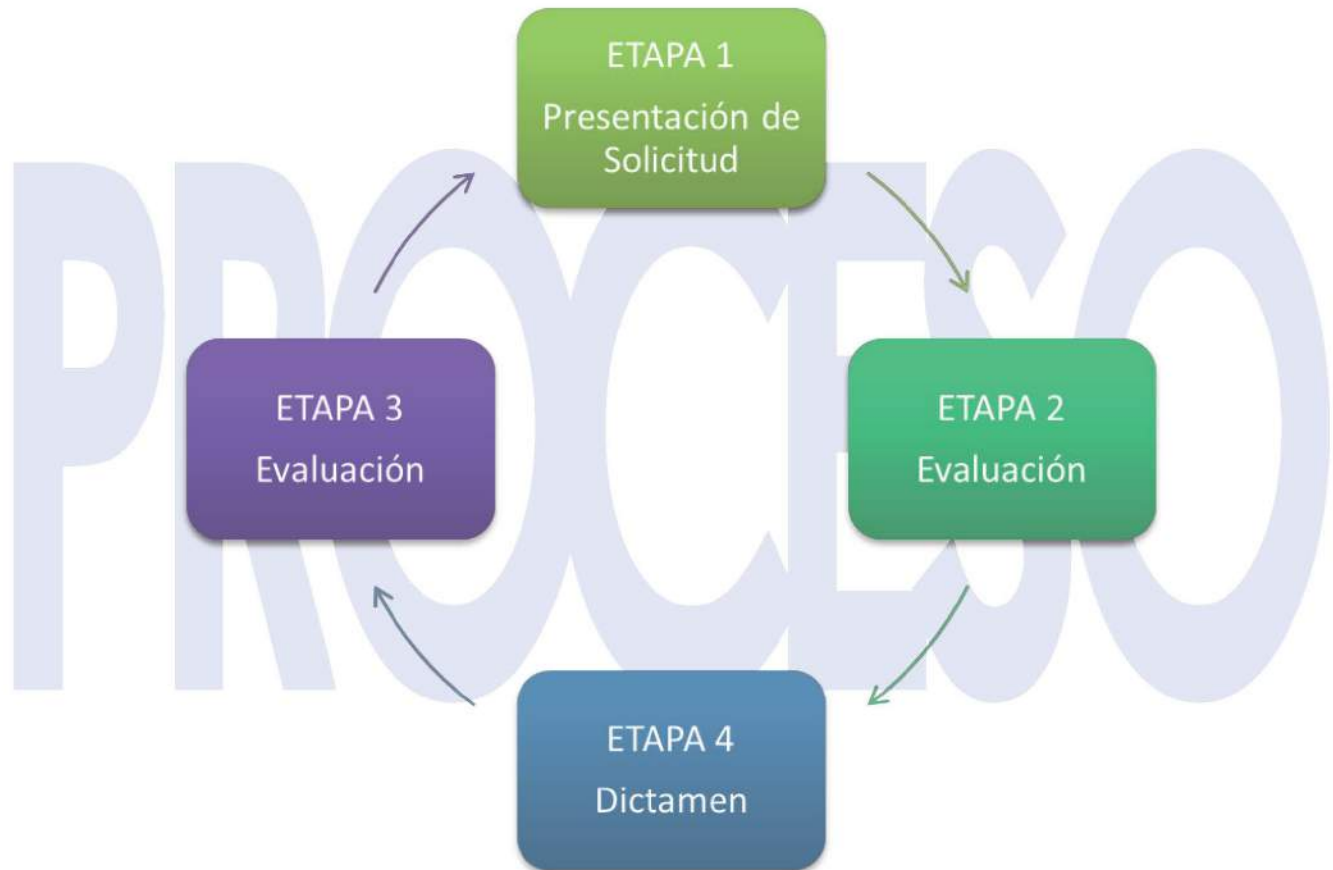 PROCESO
ETAPA 1
Presentación de
Solicitud
ETAPA 3
Evaluación
ETAPA 2
Evaluación
ETAPA 4
Dictamen